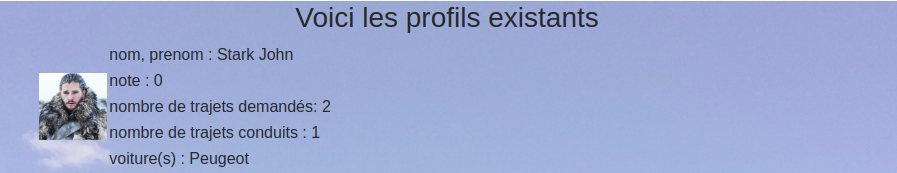 Voici les profils existants
nom, prenom : Stark John
note : 0
nombre de trajets demandés: 2
nombre de trajets conduits : 1
voiture(s) : Peugeot